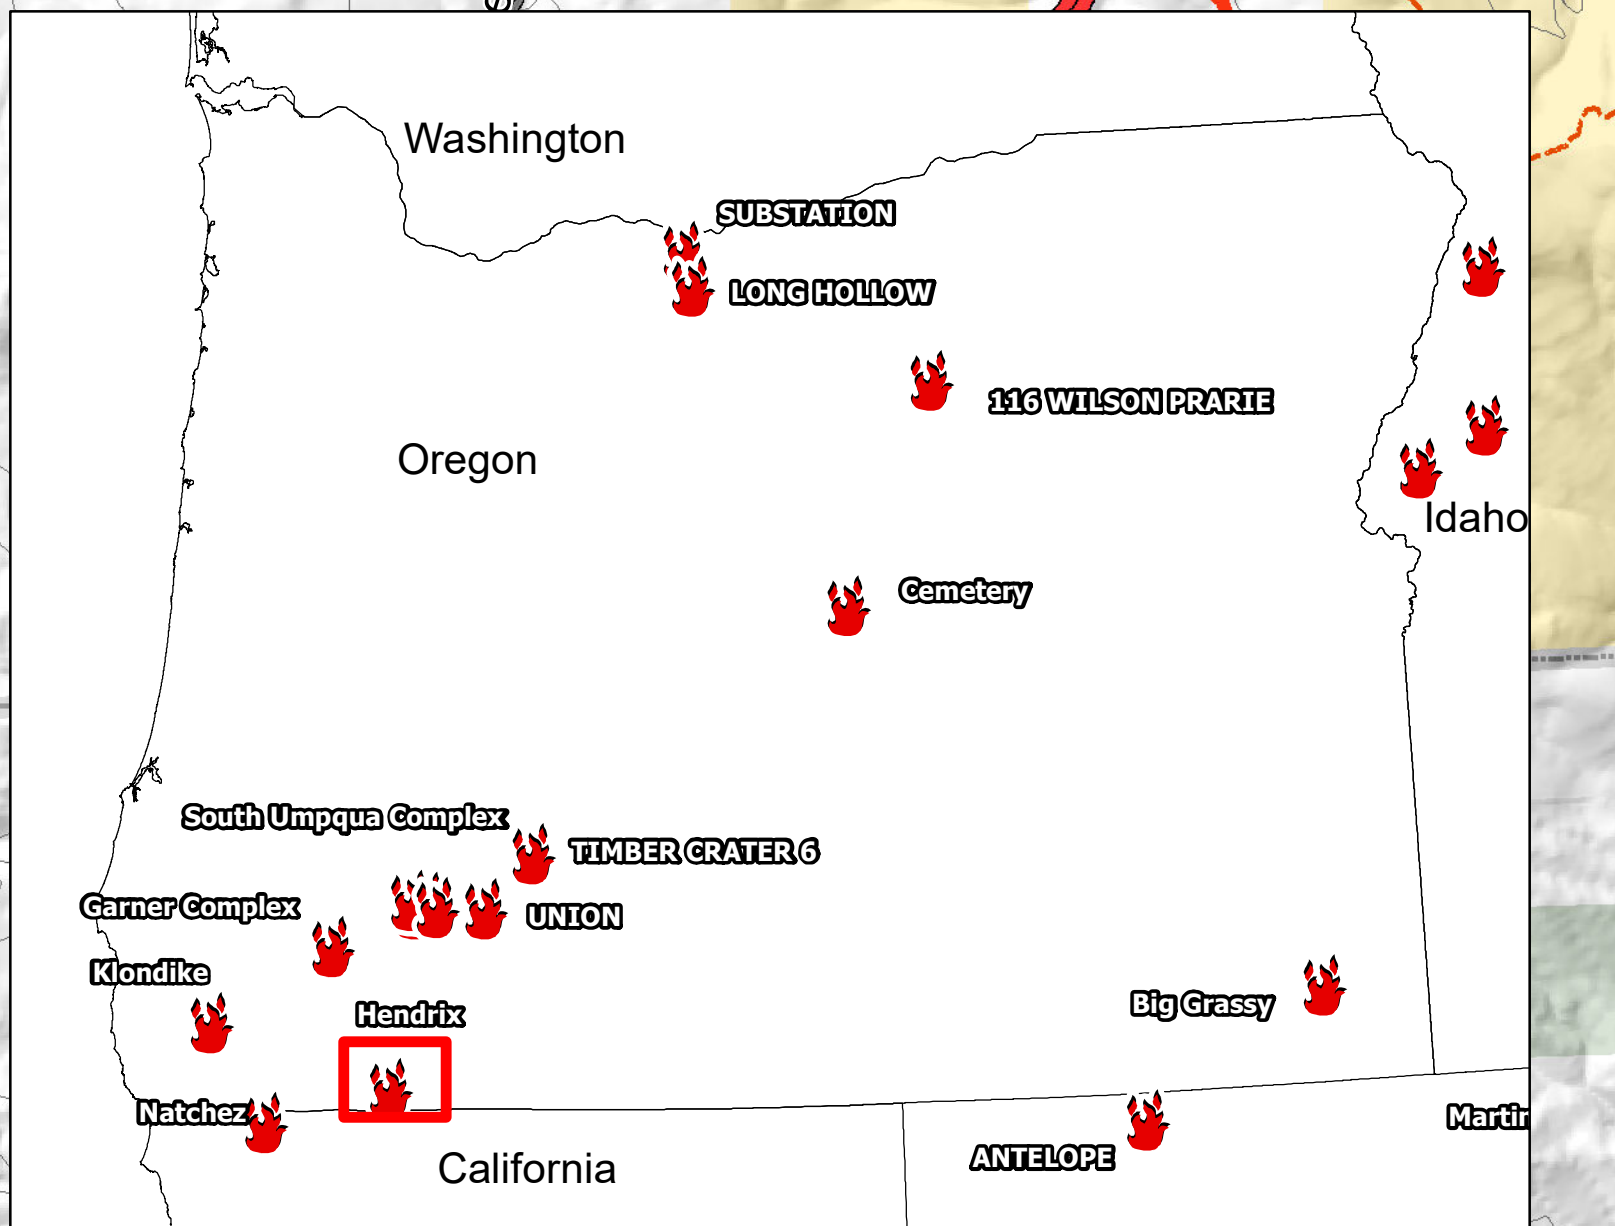 Washington
SUBSTATION
LONG HOLLOW
116 WILSON PRARIE
Oregon
Idaho
Cemetery
South Umpqua Complex
TIMBER CRATER 6
Garner Complex
UNION
Klondike
Hendrix
Big Grassy
Natchez
Martin
ANTELOPE
California